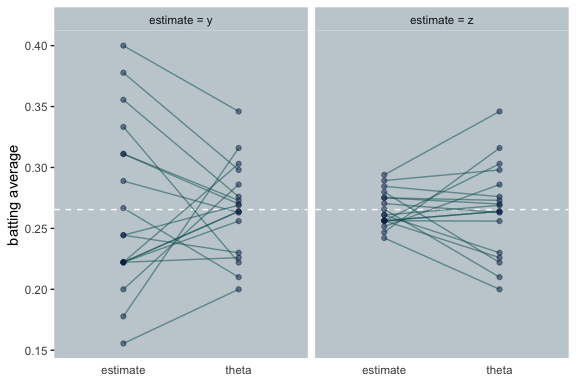 estimate = y
estimate = z
batting average
0.40
0.35
0.30
0.25
0.20
0.15
estimate
theta
estimate
theta